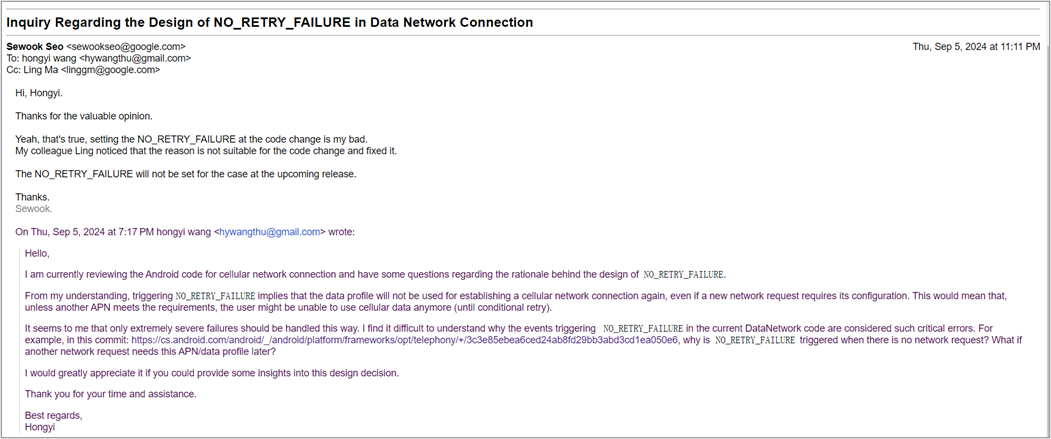 Inquiry Regarding the Design of NO_RETRY_FAILURE in Data Network Connection
Sewook Seo <sewookseo@google.com>
Thu, Sep 5, 2024 at 11:11 PM
To: hongyi wang <hywangthu@gmail.com>
Cc: Ling Ma <linggm@google.com>
Hi, Hongyi.
Thanks for the valuable opinion.
Yeah, that's true, setting the NO_RETRY_FAILURE at the code change is my bad.
My colleague Ling noticed that the reason is not suitable for the code change and fixed it.
The NO_RETRY_FAILURE will not be set for the case at the upcoming release.
Thanks.
Sewook.
On Thu, Sep 5, 2024 at 7:17 PM hongyi wang <hywangthu@gmail.com> wrote:
Hello,
I am currently reviewing the Android code for cellular network connection and have some questions regarding the rationale behind the design of NO_RETRY_FAILURE.
From my understanding, triggering NO_RETRY_FAILURE implies that the data profile will not be used for establishing a cellular network connection again, even if a new network request requires its configuration. This would mean that,
unless another APN meets the requirements, the user might be unable to use cellular data anymore (until conditional retry).
It seems to me that only extremely severe failures should be handled this way. I find it difficult to understand why the events triggering NO_RETRY_FAILURE in the current DataNetwork code are considered such critical errors. For
example, in this commit: https://cs.android.com/android/_/android/platform/frameworks/opt/telephony/+/3c3e85ebea6ced24ab8fd29bb3abd3cd1ea050e6, why is NO_RETRY_FAILURE triggered when there is no network request? What if
another network request needs this APN/data profile later?
I would greatly appreciate it if you could provide some insights into this design decision.
Thank you for your time and assistance.
Best regards,
Hongyi